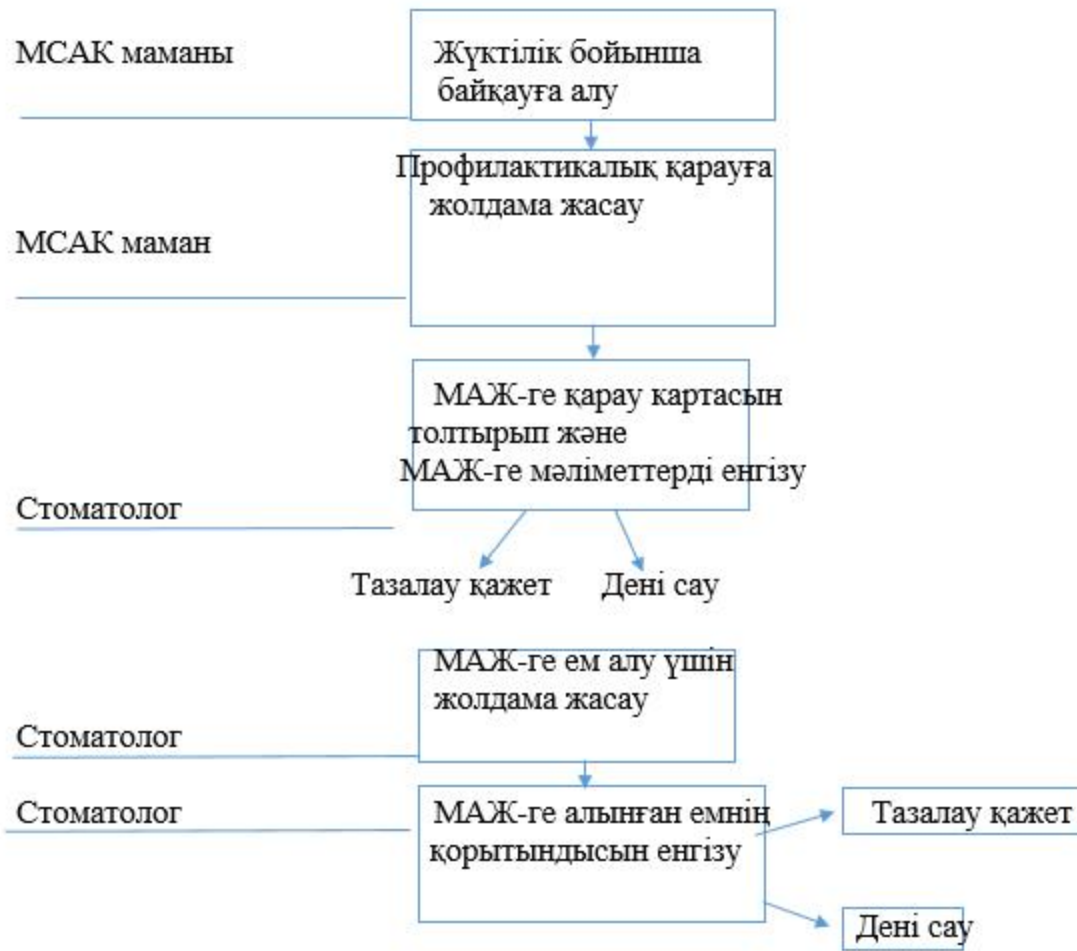 МСАК маманы
Жүктілік бойынша
байқауға алу
Профилактикалық қарауға
жолдама жасау
МСАК маман
МАЖ-ге қарау картасын
толтырып және
МАЖ-ге мәліметтерді енгізу
Стоматолог
Тазалау қажет
Дені сау
МАЖ-ге ем алу үшін
жолдама жасау
Стоматолог
Стоматолог
МАЖ-ге алынған емнің
қорытындысын енгізу
Тазалау қажет
Дені сау